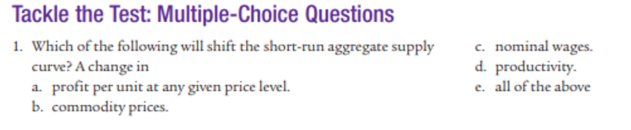 Tackle the Test: Multiple-Choice Questions
1. Which of the following will shift the short-run aggregate supply
curve? A change in
a. profit per unit at any given price level.
b. commodity prices.
c. nominal wages.
d. productivity.
e. all of the above